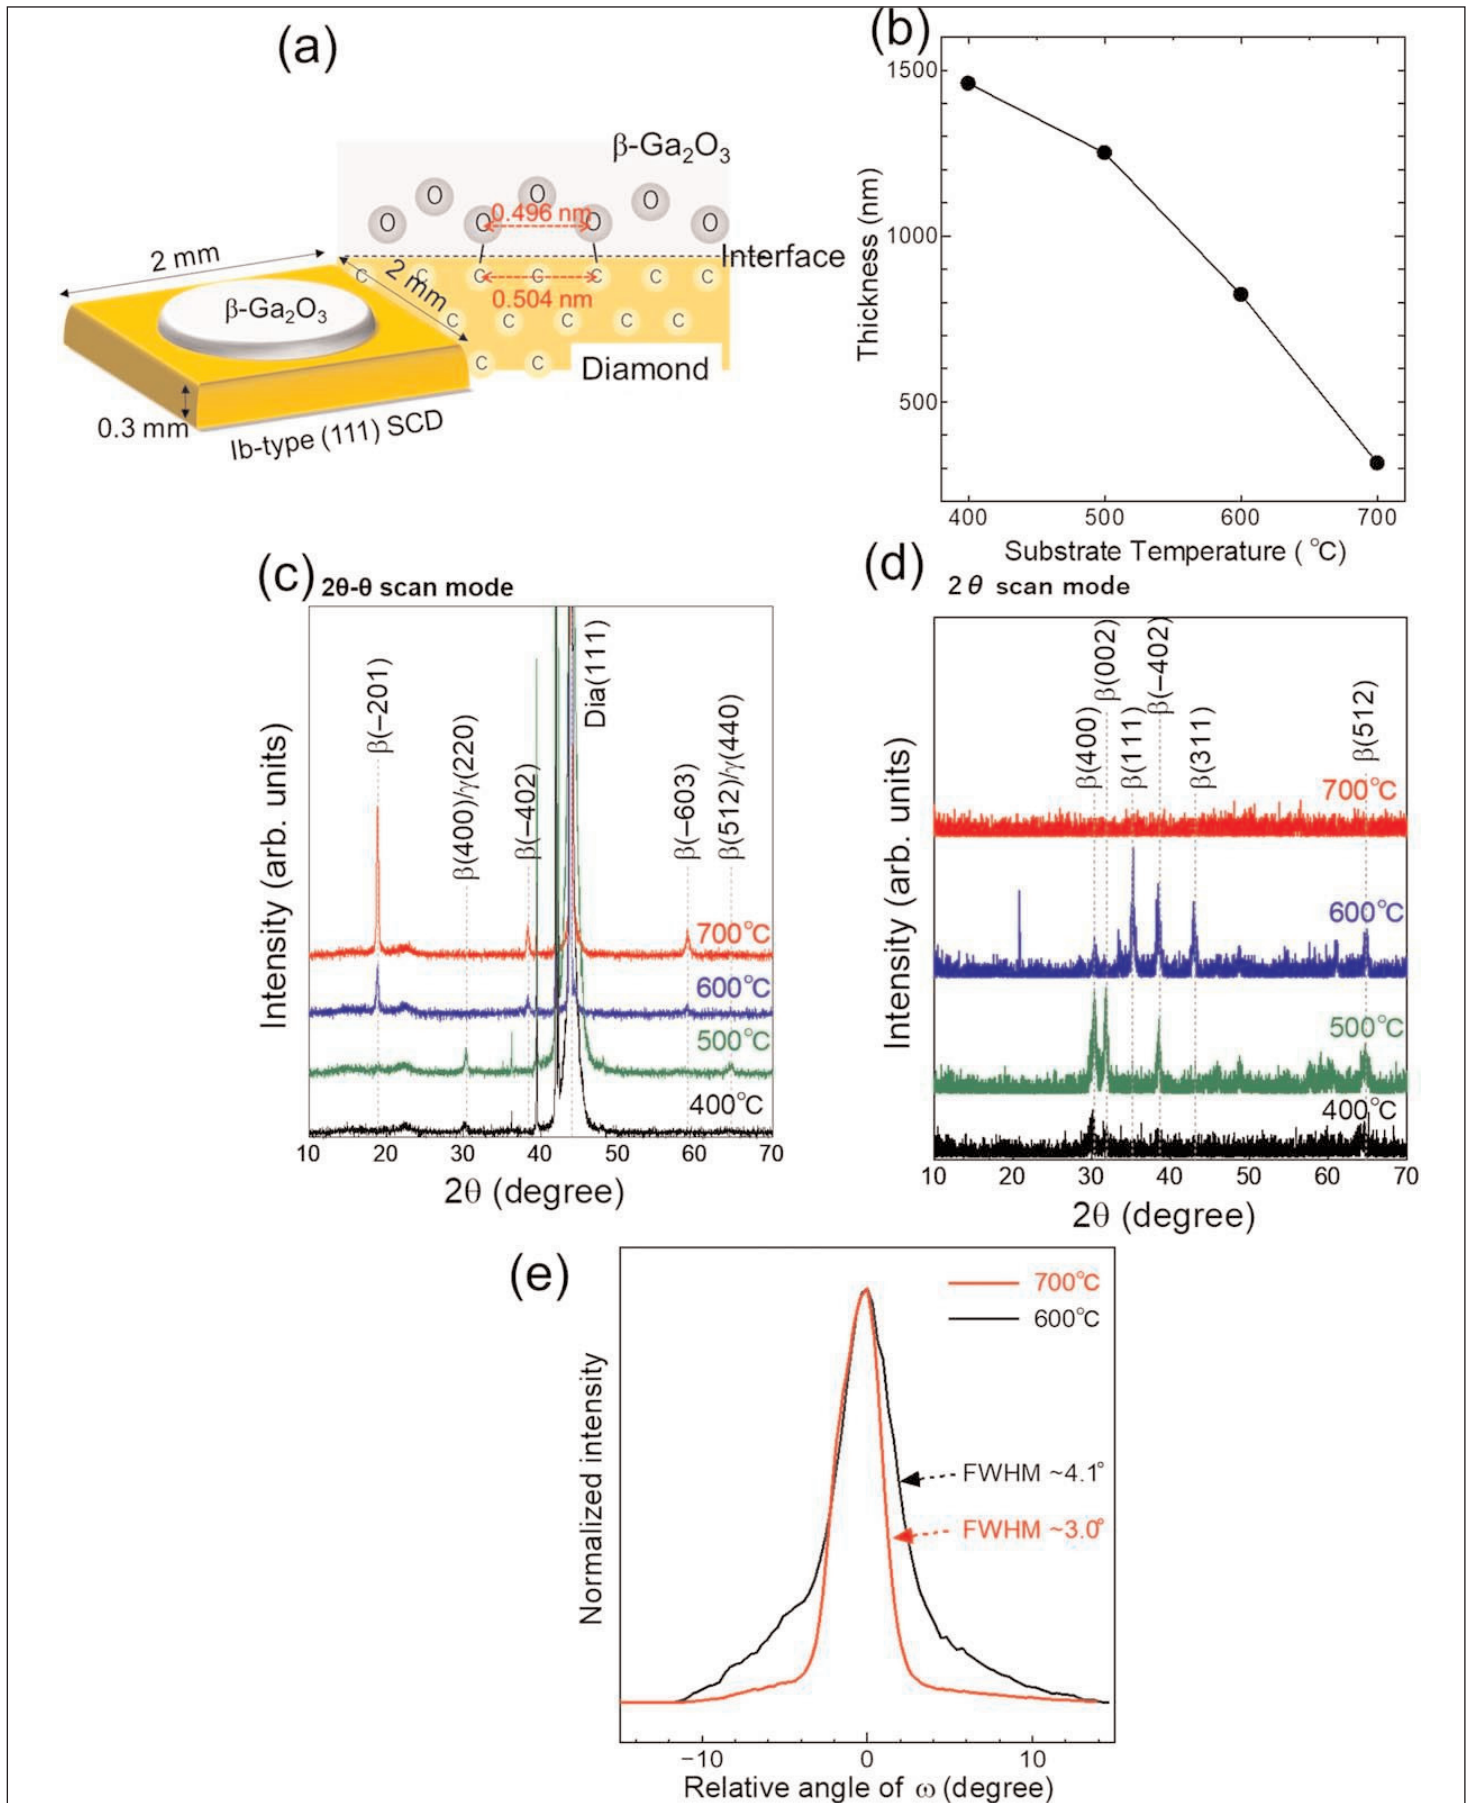 (a)
β-Ga2O3
O O O O O O O
0.496 nm
Interface
C C C C C C C
0.504 nm
C C C C C
C C
Diamond
2 mm
2 mm
β-Ga2O3
0.3 mm
Ib-type (111) SCD
(b)
Thickness (nm)
1500
1000
500
400 500 600 700
Substrate Temperature (°C)
(c) 2θ-θ scan mode
Intensity (arb. units)
β(−201)
β(400)/γ(220)
β(−402)
Dia(111)
β(−603)
β(512)/γ(440)
700°C
600°C
500°C
400°C
10 20 30 40 50 60 70
2θ (degree)
(d) 2θ scan mode
Intensity (arb. units)
β(400)
β(002)
β(111)
β(−402)
β(311)
β(512)
700°C
600°C
500°C
400°C
10 20 30 40 50 60 70
2θ (degree)
(e)
Normalized intensity
700°C
600°C
FWHM ~4.1°
FWHM ~3.0°
−10 0 10
Relative angle of ω (degree)